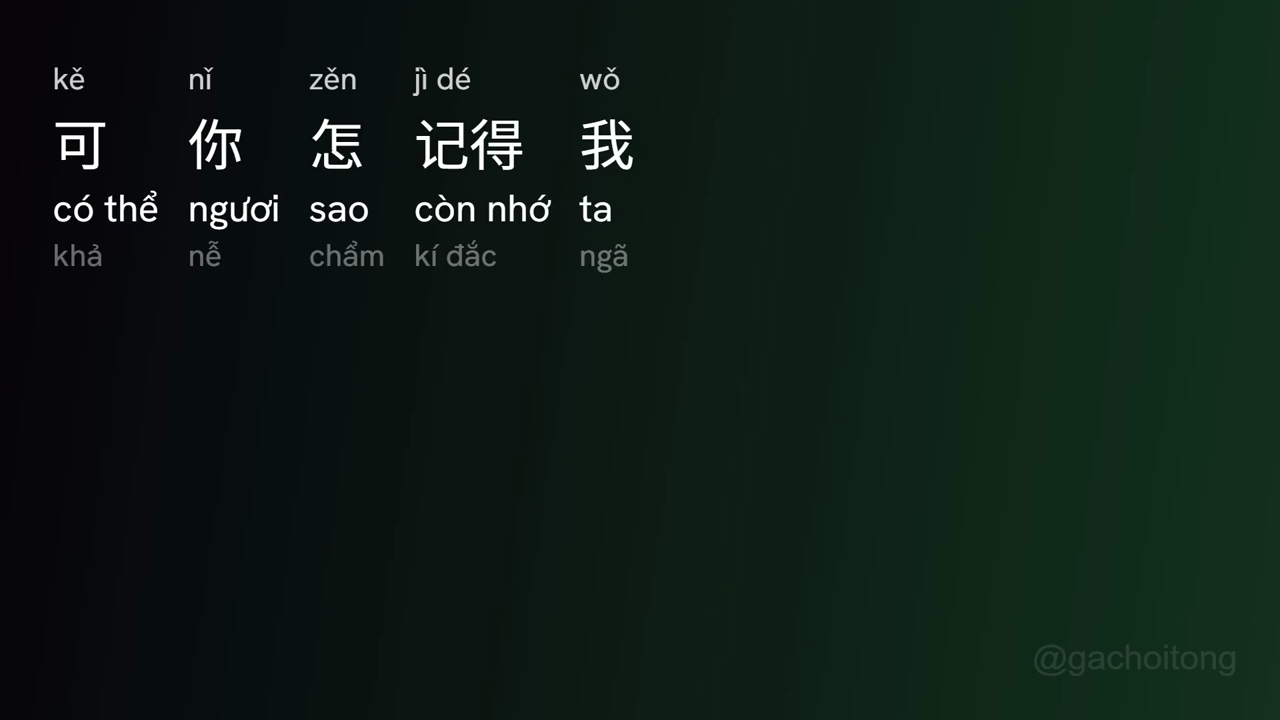 kě nǐ zěn jì dé wǒ
可 你 怎 记得 我
có thể ngươi sao còn nhớ ta
khả nễ chẩm kí đắc ngã
@gachoitong